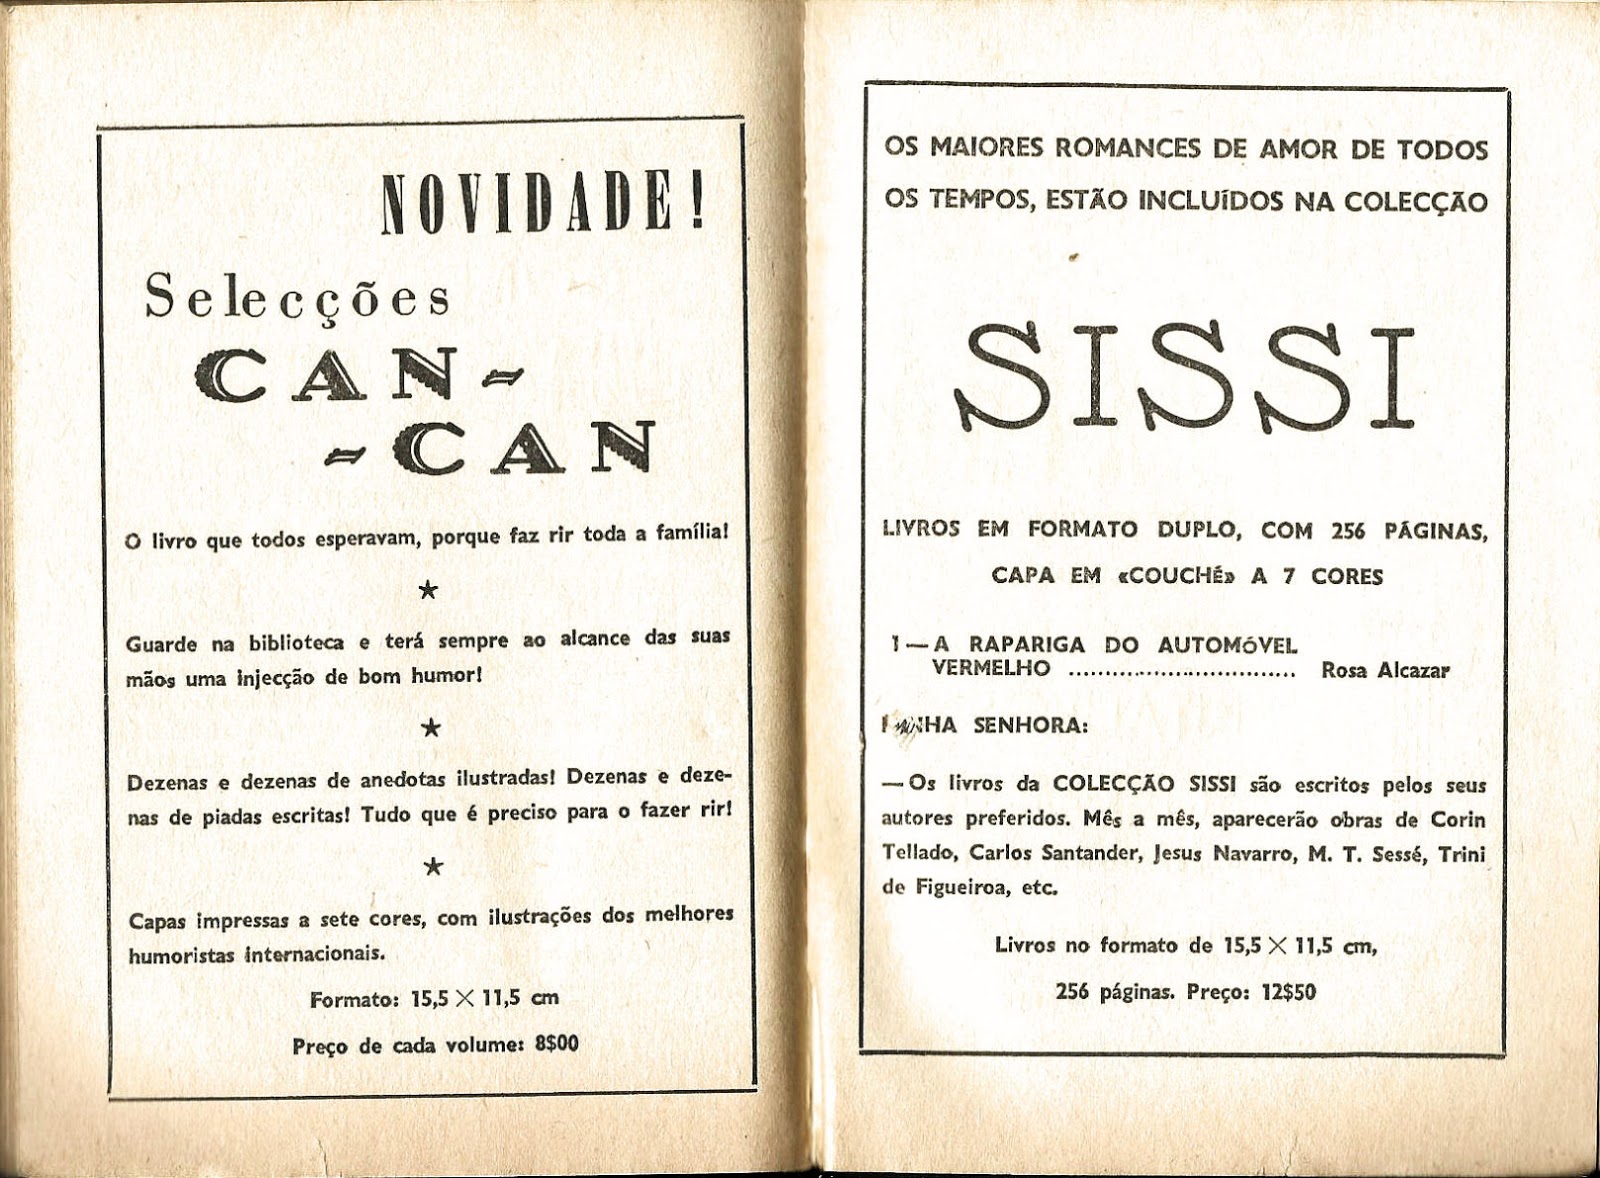 NOVIDADE!
Selecções
CAN-
-CAN
O livro que todos esperavam, porque faz rir toda a família!
★
Guarde na biblioteca e terá sempre ao alcance das suas
mãos uma injecção de bom humor!
★
Dezenas e dezenas de anedotas ilustradas! Dezenas e deze-
nas de piadas escritas! Tudo que é preciso para o fazer rir!
★
Capas impressas a sete cores, com ilustrações dos melhores
humoristas internacionais.
Formato: 15,5 × 11,5 cm
Preço de cada volume: 8$00
OS MAIORES ROMANCES DE AMOR DE TODOS
OS TEMPOS, ESTÃO INCLUÍDOS NA COLECÇÃO
SISSI
LIVROS EM FORMATO DUPLO, COM 256 PÁGINAS,
CAPA EM «COUCHÉ» A 7 CORES
1 — A RAPARIGA DO AUTOMÓVEL
VERMELHO ................................ Rosa Alcazar
SENHORA:
— Os livros da COLECÇÃO SISSI são escritos pelos seus
autores preferidos. Mês a mês, aparecerão obras de Corin
Tellado, Carlos Santander, Jesus Navarro, M. T. Sessé, Trini
de Figueiroa, etc.
Livros no formato de 15,5 × 11,5 cm,
256 páginas. Preço: 12$50